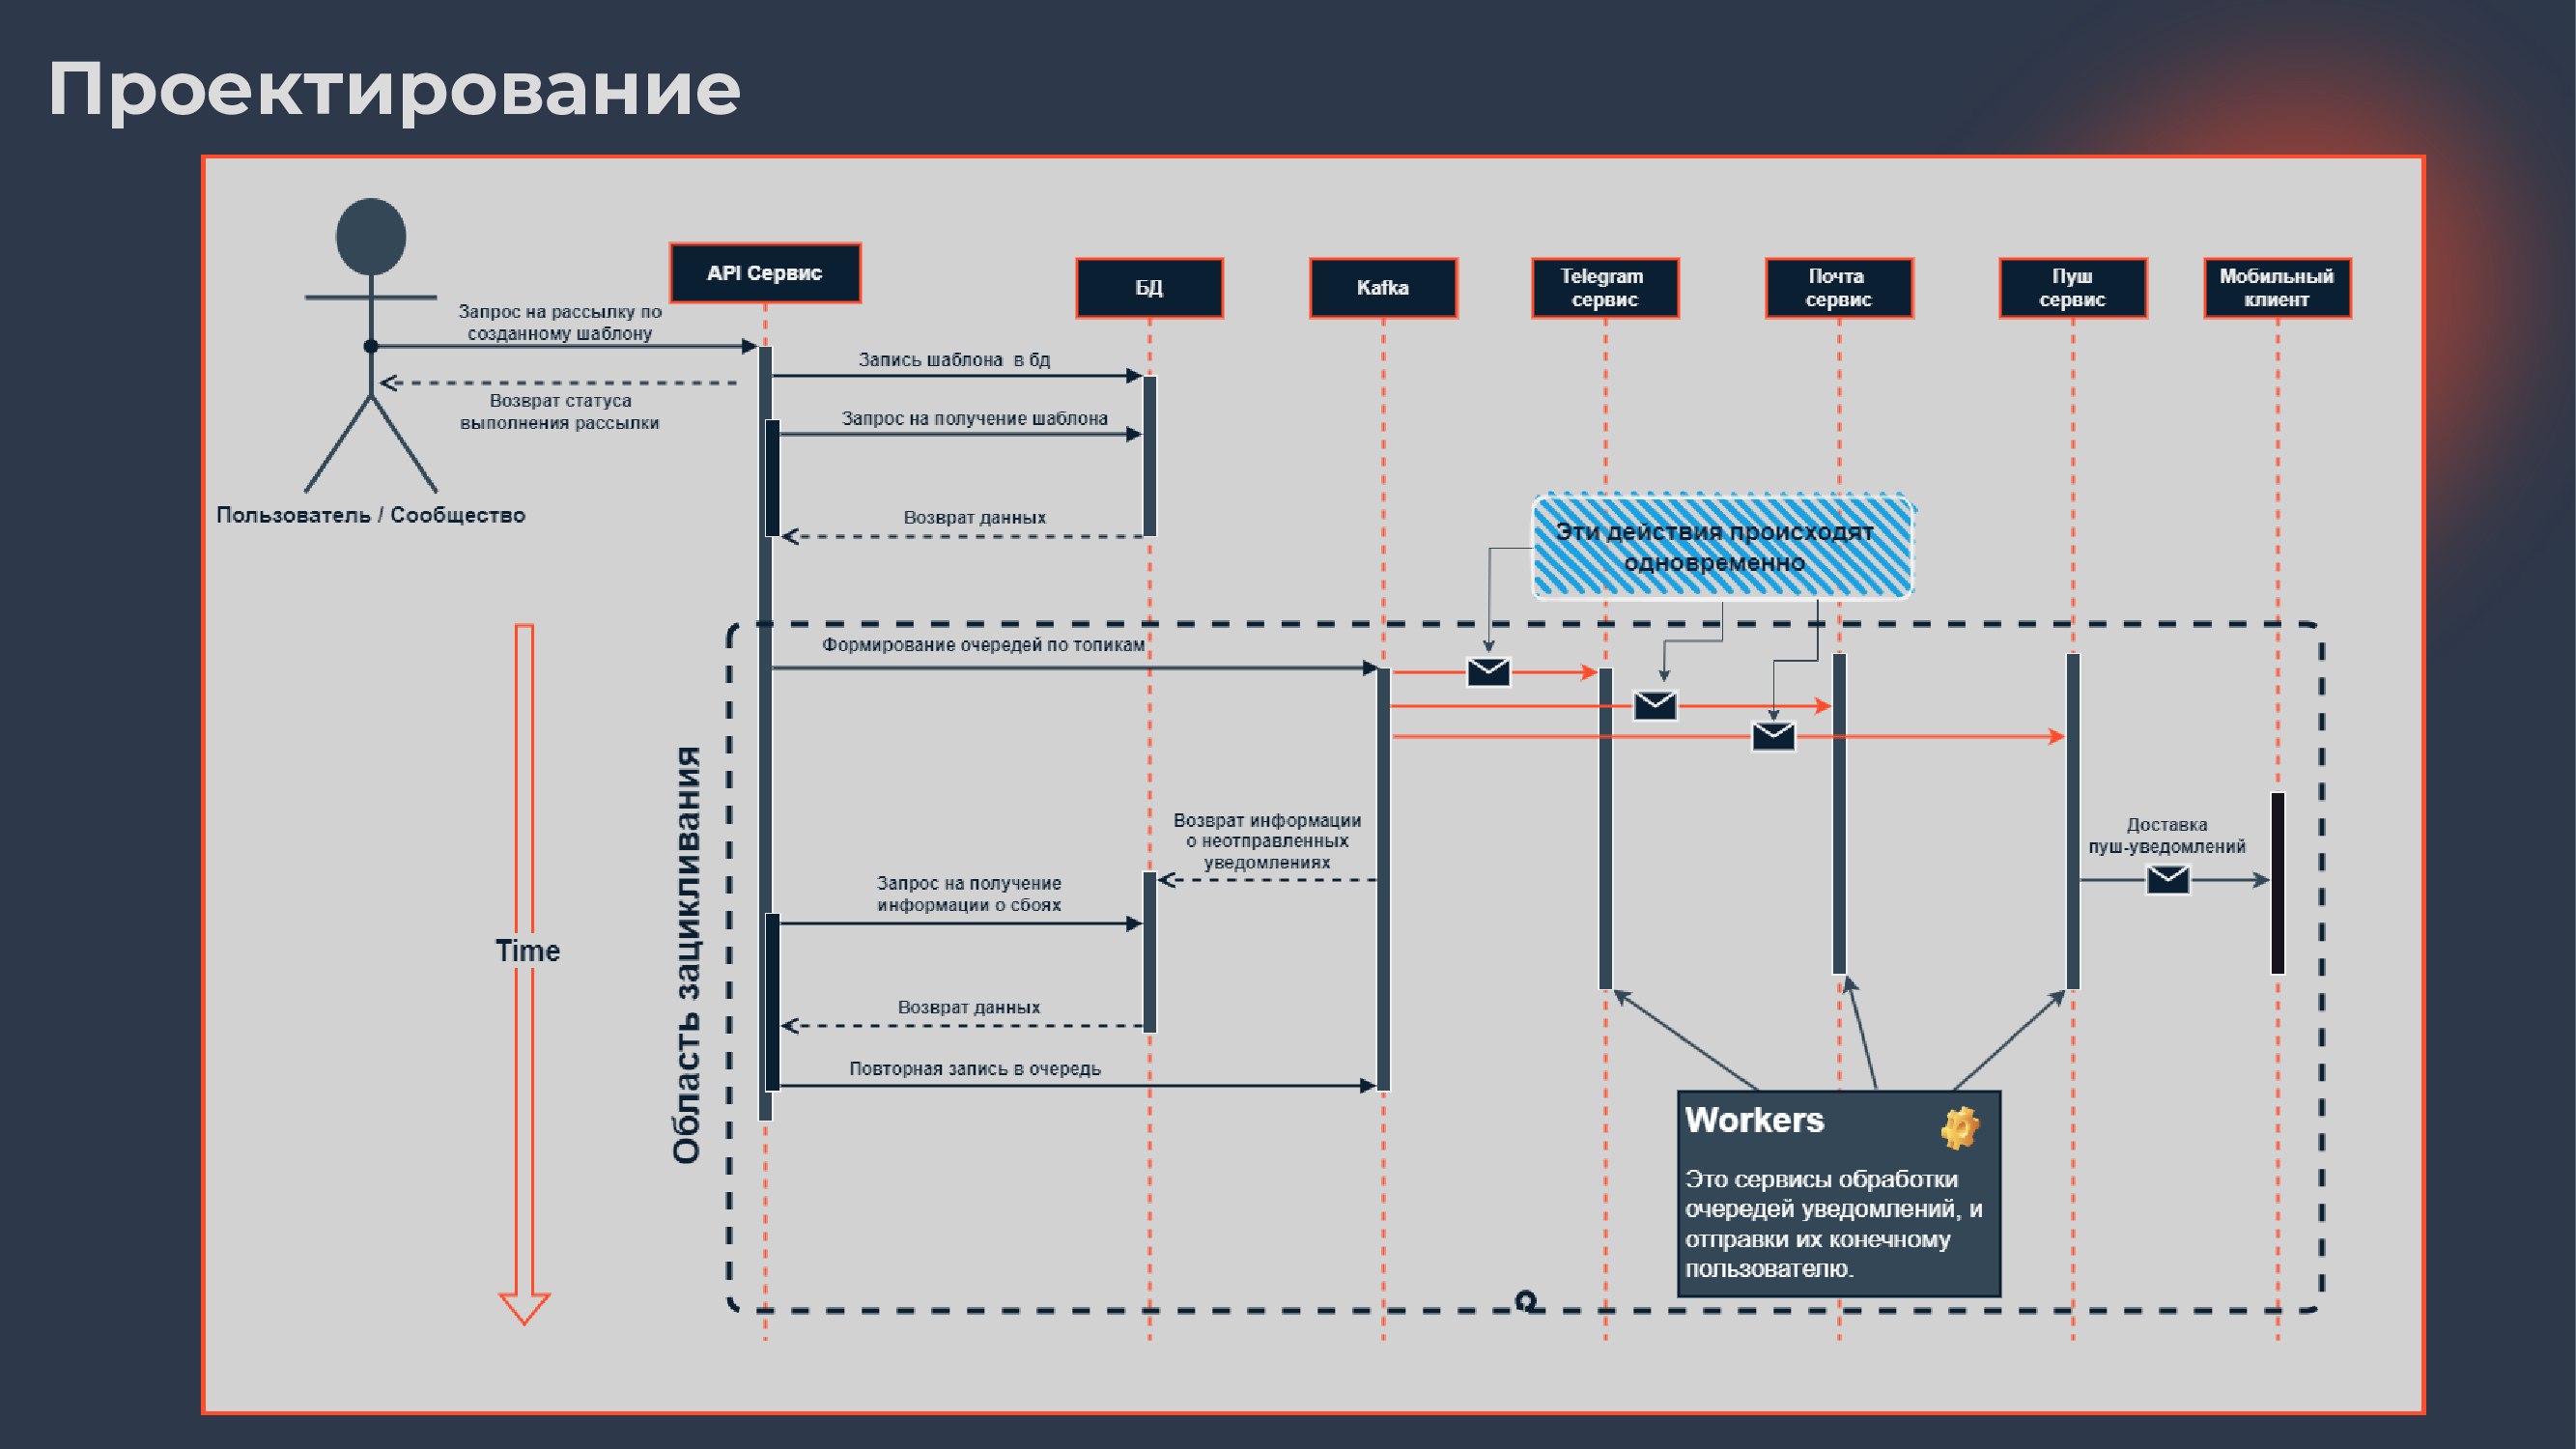 Проектирование
API Сервис
БД
Kafka
Telegram
сервис
Почта
сервис
Пуш
сервис
Мобильный
клиент
Запрос на рассылку по
созданному шаблону
Возврат статуса
выполнения рассылки
Пользователь / Сообщество
Запись шаблона в бд
Запрос на получение шаблона
Возврат данных
Эти действия происходят
одновременно
Формирование очередей по топикам
Область зацикливания
Time
Возврат информации
о неотправленных
уведомлениях
Доставка
пуш-уведомлений
Запрос на получение
информации о сбоях
Возврат данных
Повторная запись в очередь
Workers
Это сервисы обработки
очередей уведомлений, и
отправки их конечному
пользователю.